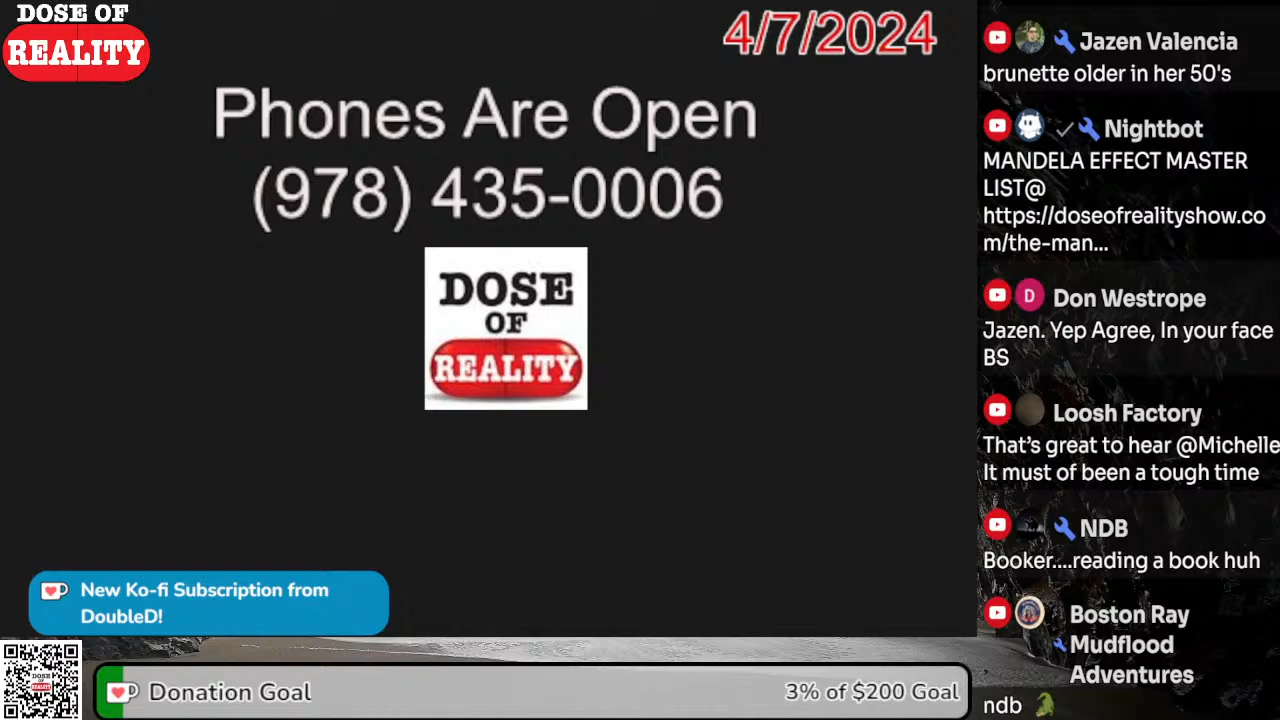 DOSE OF
REALITY
4/7/2024
Phones Are Open
(978) 435-0006
DOSE
OF
REALITY
New Ko-fi Subscription from
DoubleD!
Donation Goal
3% of $200 Goal
Jazen Valencia
brunette older in her 50's
Nightbot
MANDELA EFFECT MASTER
LIST@
https://doseofrealityshow.co
m/the-man...
D
Don Westrope
Jazen. Yep Agree, In your face
BS
Loosh Factory
That's great to hear @Michelle
It must of been a tough time
NDB
Booker....reading a book huh
Boston Ray
Mudflood
Adventures
ndb